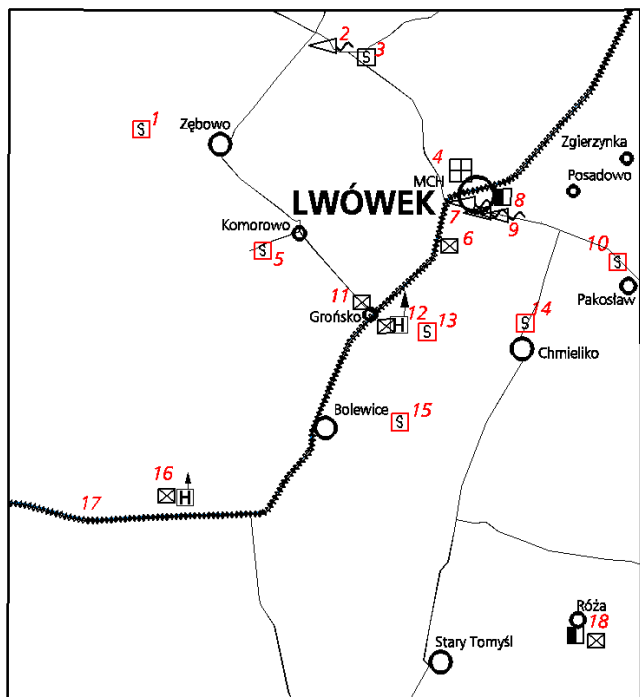 2
3
1
Zębowo
Zgierzynka
4
MCH
Posadowo
LWÓWEK
8
7
9
Komorowo
6
S
S
S
5
10
S
Pakosław
11
Grońsko
12
H
13
S
14
S
Chmieliko
Bolewice
15
S
16
H
17
Róża
18
Stary Tomyśl